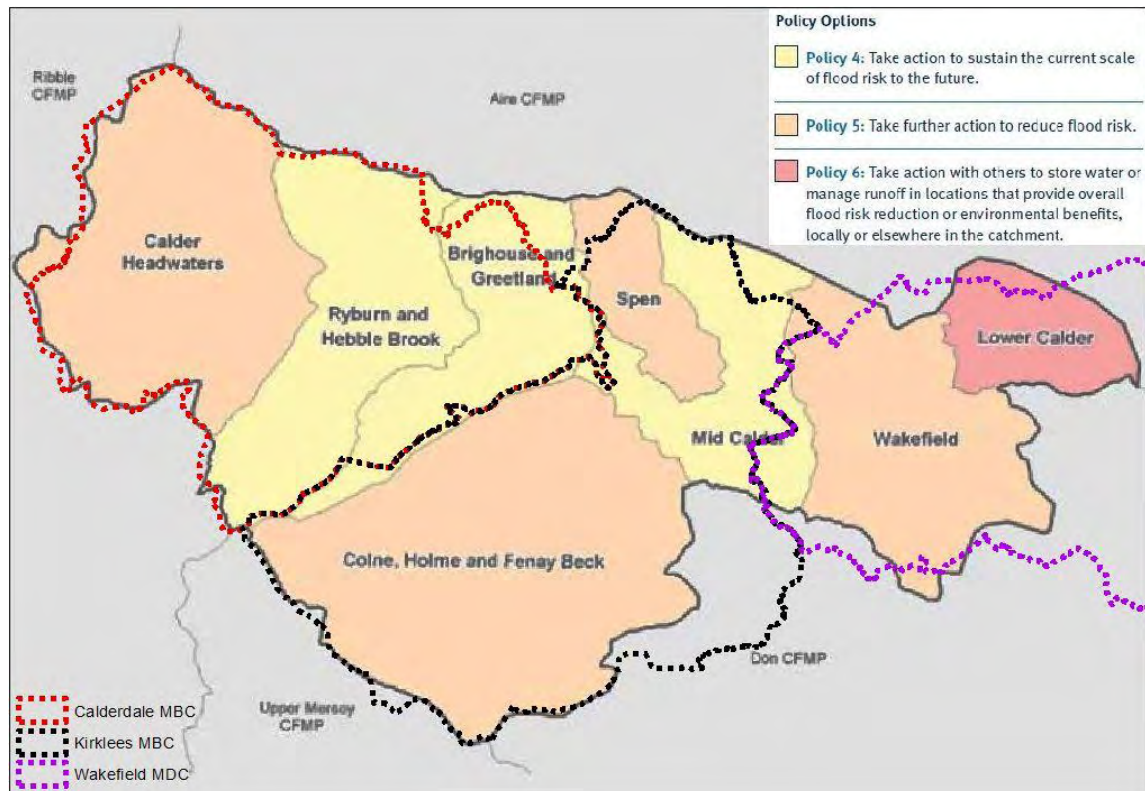 Policy Options
Policy 4: Take action to sustain the current scale
of flood risk to the future.
Policy 5: Take further action to reduce flood risk.
Policy 6: Take action with others to store water or
manage runoff in locations that provide overall
flood risk reduction or environmental benefits,
locally or elsewhere in the catchment.
Ribble
CFMP
Aire CFMP
Calder
Headwaters
Brighouse and
Greetland
Ryburn and
Hebble Brook
Spen
Lower Calder
Mid Calder
Wakefield
Colne, Holme and Fenay Beck
Don CFMP
Upper Mersey
CFMP
Calderdale MBC
Kirklees MBC
Wakefield MDC